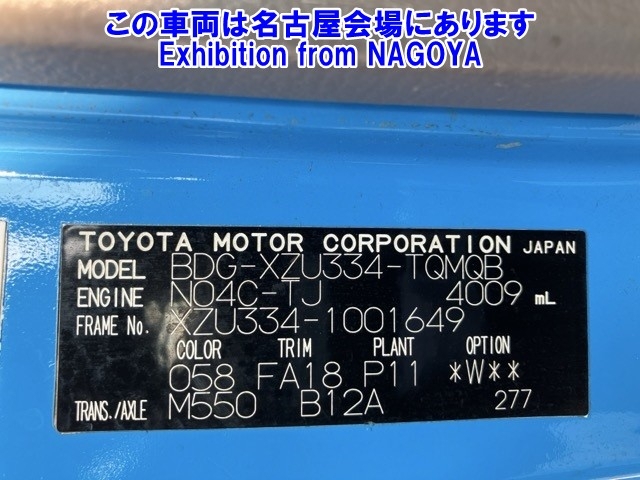 この車両は名古屋会場にあります
Exhibition from NAGOYA
TOYOTA MOTOR CORPORATION JAPAN
MODEL BDG-XZU334-TQMQB
ENGINE N04C-TJ 4009 mL
FRAME No. XZU334-1001649
COLOR TRIM PLANT OPTION
058 FA18 P11 *W**
TRANS./AXLE M550 B12A 277